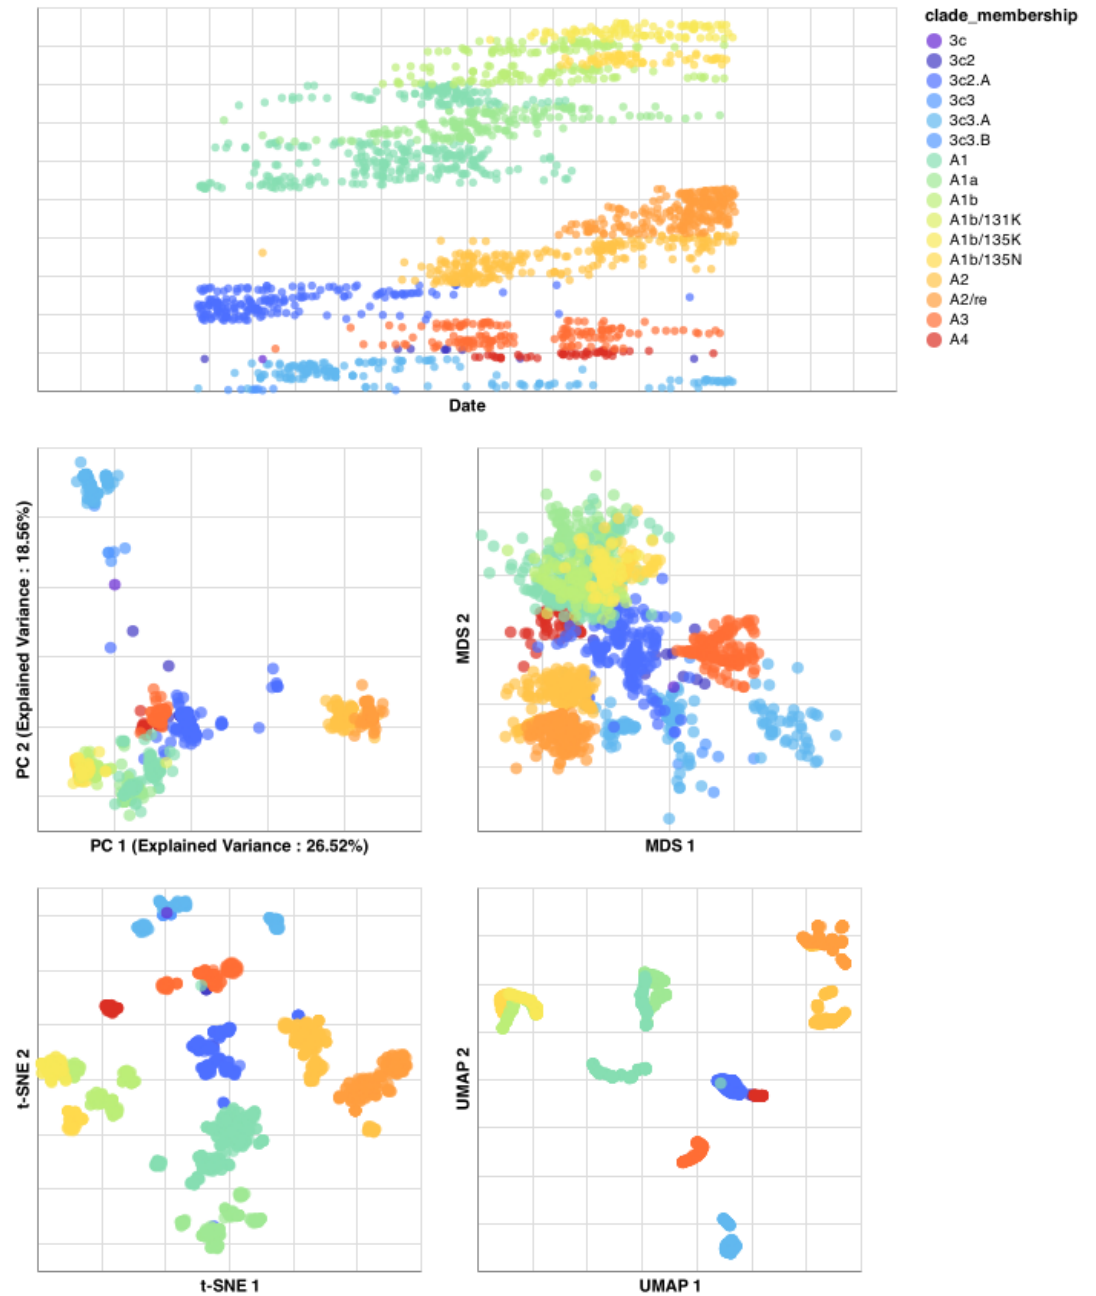 clade_membership
3c
3c2
3c2.A
3c3
3c3.A
3c3.B
A1
A1a
A1b
A1b/131K
A1b/135K
A1b/135N
A2
A2/re
A3
A4
Date
PC 2 (Explained Variance : 18.56%)
PC 1 (Explained Variance : 26.52%)
MDS 2
MDS 1
t-SNE 2
t-SNE 1
UMAP 2
UMAP 1